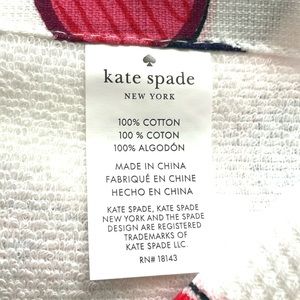 kate spade
NEW YORK
100% COTTON
100 % COTON
100% ALGODÓN
MADE IN CHINA
FABRIQUÉ EN CHINE
HECHO EN CHINA
KATE SPADE, KATE SPADE
NEW YORK AND THE SPADE
DESIGN ARE REGISTERED
TRADEMARKS OF
KATE SPADE LLC.
RN# 18143